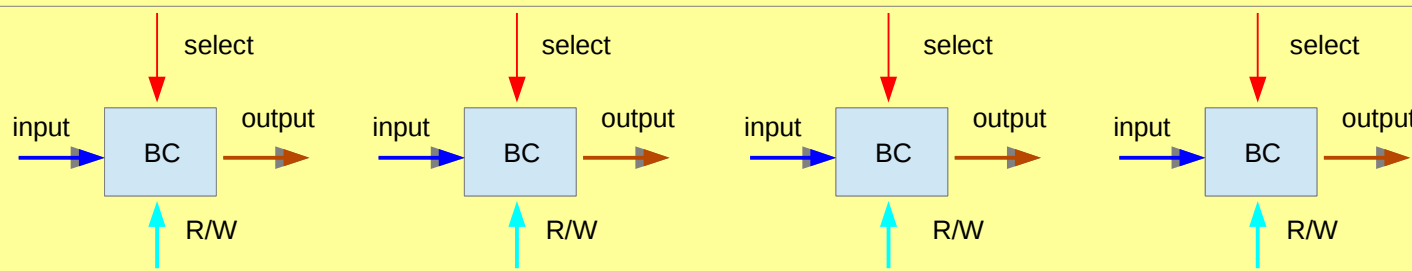 select select select select
input output input output input output input output
BC BC BC BC
R/W R/W R/W R/W